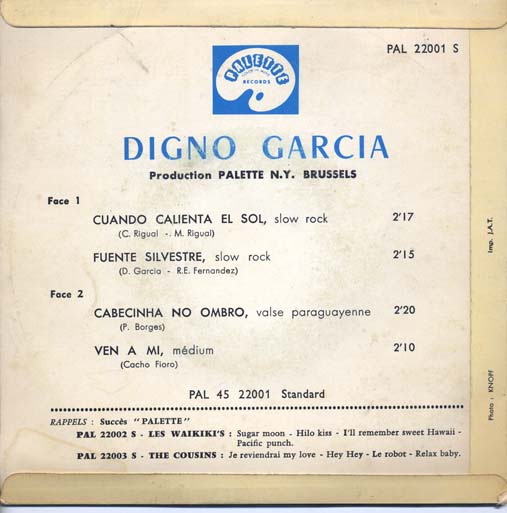 PAL 22001 S
PALETTE
RECORDS
DIGNO GARCIA
Production PALETTE N.Y. BRUSSELS
Face 1
CUANDO CALIENTA EL SOL, slow rock 2'17
(C. Rigual - M. Rigual)
FUENTE SILVESTRE, slow rock 2'15
(D. Garcia - R.E. Fernandez)
Face 2
CABECINHA NO OMBRO, valse paraguayenne 2'20
(P. Borges)
VEN A MI, médium 2'10
(Cacho Fioro)
PAL 45 22001 Standard
RAPPELS : Succès "PALETTE"
PAL 22002 S - LES WAIKIKI'S : Sugar moon - Hilo kiss - I'll remember sweet Hawaii -
Pacific punch.
PAL 22003 S - THE COUSINS : Je reviendrai my love - Hey Hey - Le robot - Relax baby.
Imp. J.A.T.
Photo : KNOPF